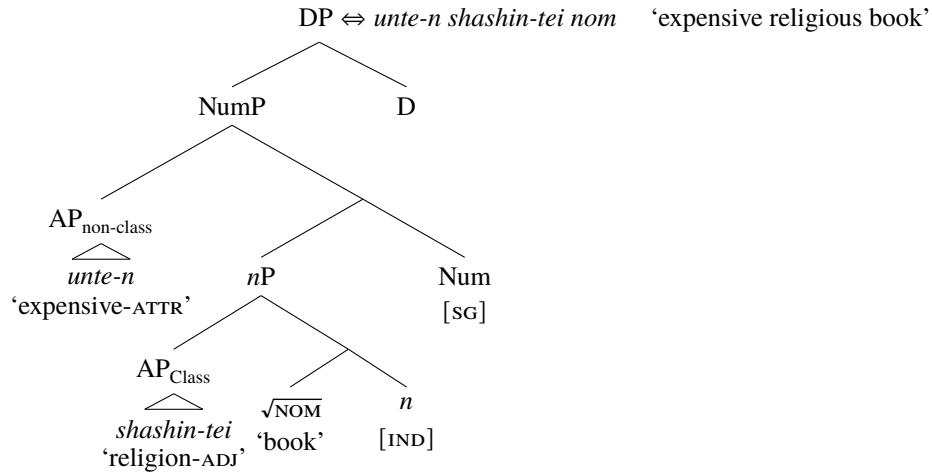 DP ⇔ unte-n shashin-tei nom ‘expensive religious book’
NumP D
AP_non-class
unte-n nP Num
‘expensive-ATTR’ [SG]
AP_Class
√NOM n
shashin-tei ‘book’ [IND]
‘religion-ADJ’